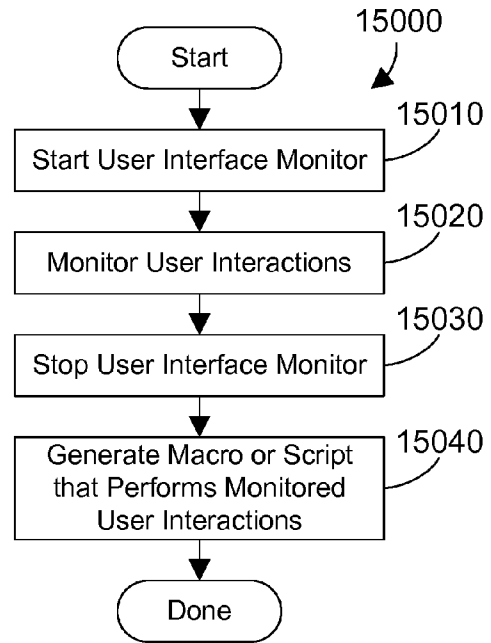 15000
Start
15010
Start User Interface Monitor
15020
Monitor User Interactions
15030
Stop User Interface Monitor
15040
Generate Macro or Script
that Performs Monitored
User Interactions
Done